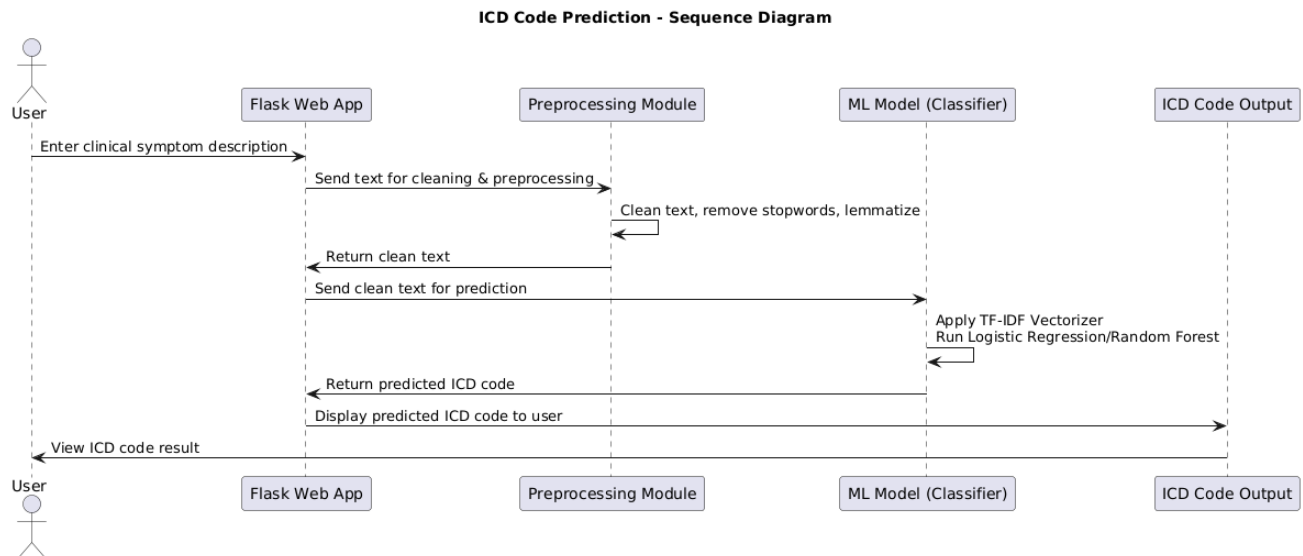 ICD Code Prediction - Sequence Diagram
User
Flask Web App
Preprocessing Module
ML Model (Classifier)
ICD Code Output
Enter clinical symptom description
Send text for cleaning & preprocessing
Clean text, remove stopwords, lemmatize
Return clean text
Send clean text for prediction
Apply TF-IDF Vectorizer
Run Logistic Regression/Random Forest
Return predicted ICD code
Display predicted ICD code to user
View ICD code result
User
Flask Web App
Preprocessing Module
ML Model (Classifier)
ICD Code Output